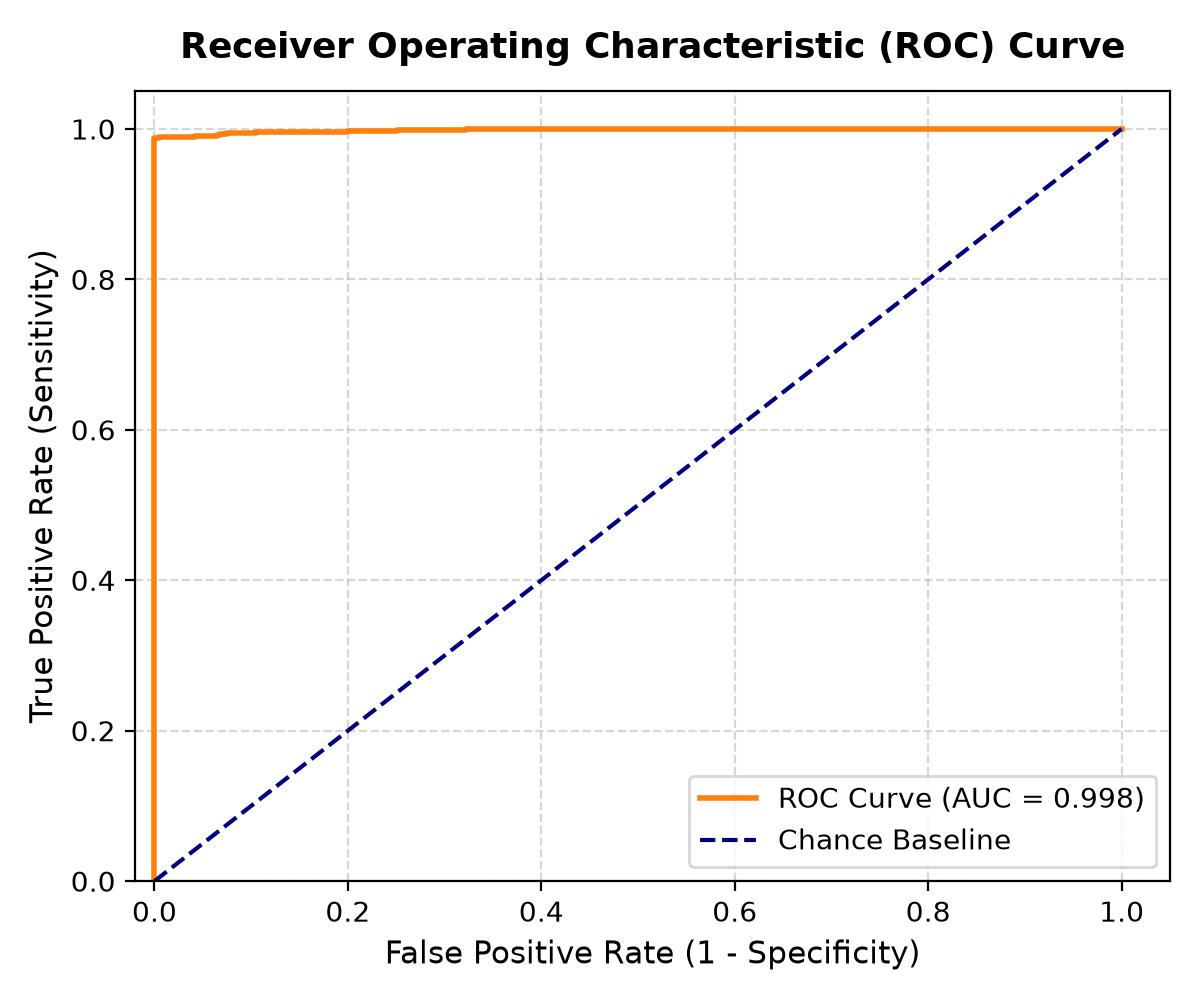 Receiver Operating Characteristic (ROC) Curve
True Positive Rate (Sensitivity)
1.0
0.8
0.6
0.4
0.2
0.0
ROC Curve (AUC = 0.998)
Chance Baseline
0.0 0.2 0.4 0.6 0.8 1.0
False Positive Rate (1 - Specificity)